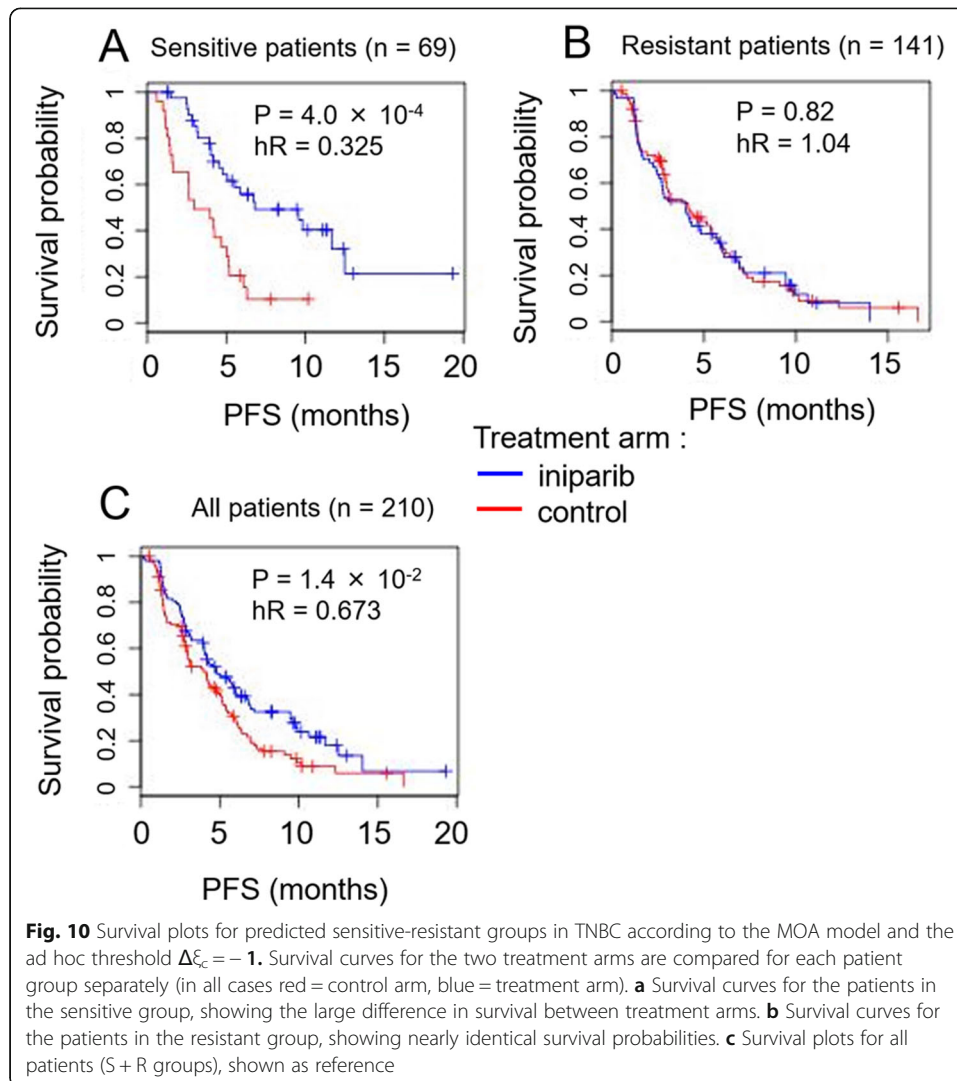 A Sensitive patients (n = 69)
Survival probability
1
0.8
0.6
0.4
0.2
0
P = 4.0 × 10-4
hR = 0.325
0 5 10 15 20
PFS (months)
B Resistant patients (n = 141)
Survival probability
1
0.8
0.6
0.4
0.2
0
P = 0.82
hR = 1.04
0 5 10 15
PFS (months)
Treatment arm :
iniparib
control
C All patients (n = 210)
Survival probability
1
0.8
0.6
0.4
0.2
0
P = 1.4 × 10-2
hR = 0.673
0 5 10 15 20
PFS (months)
Fig. 10 Survival plots for predicted sensitive-resistant groups in TNBC according to the MOA model and the
ad hoc threshold Δξc = − 1. Survival curves for the two treatment arms are compared for each patient
group separately (in all cases red = control arm, blue = treatment arm). a Survival curves for the patients in
the sensitive group, showing the large difference in survival between treatment arms. b Survival curves for
the patients in the resistant group, showing nearly identical survival probabilities. c Survival plots for all
patients (S + R groups), shown as reference